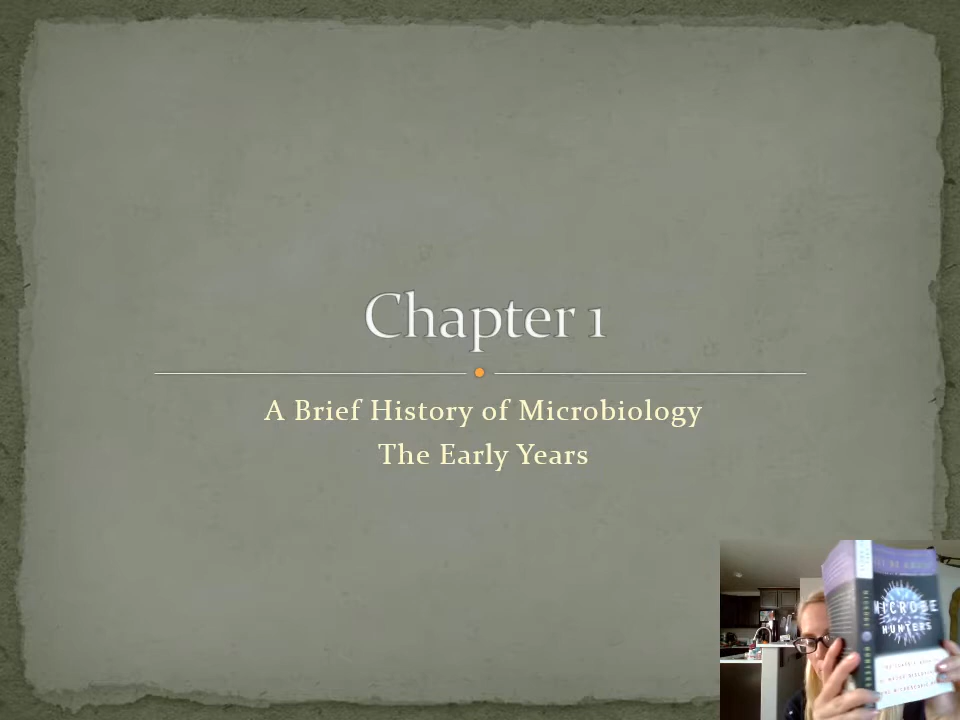 Chapter 1
A Brief History of Microbiology
The Early Years
MICROBE
HUNTERS